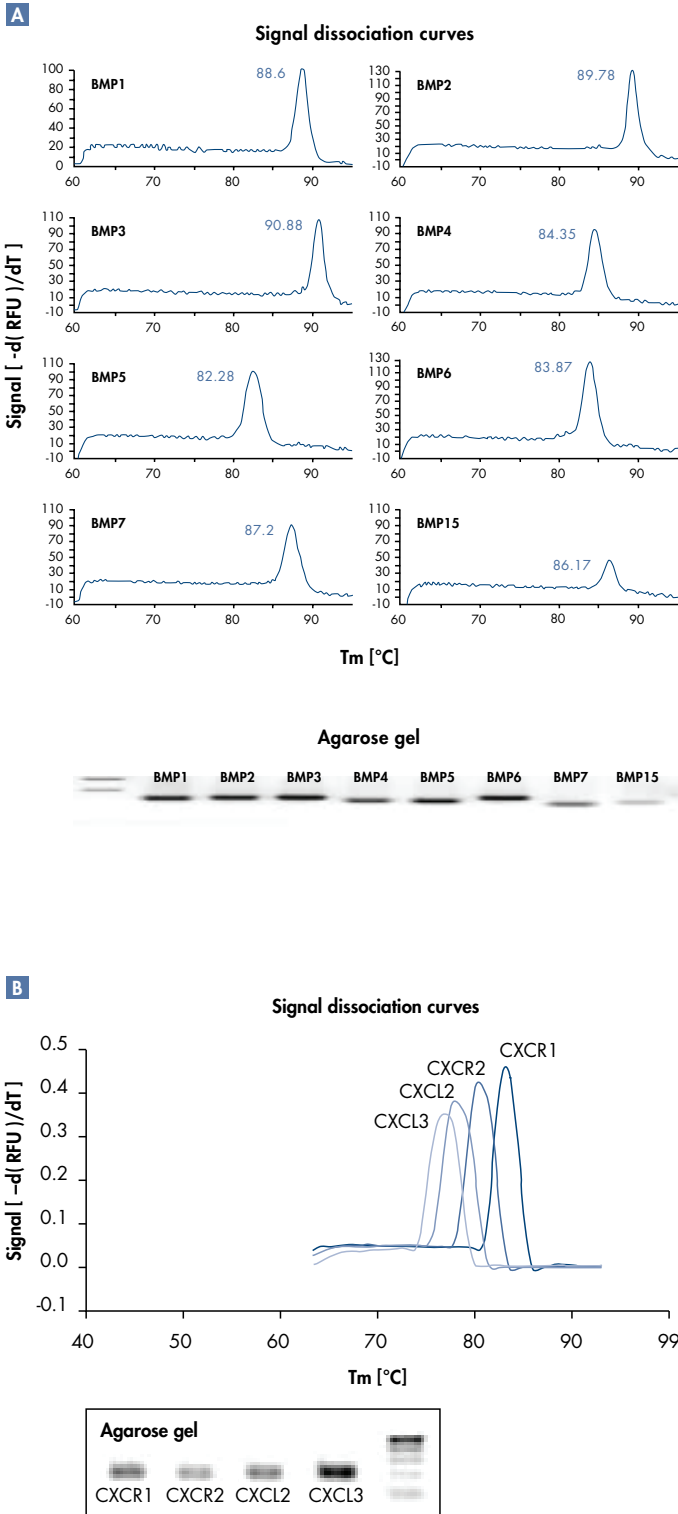 A
Signal dissociation curves
Signal [ -d( RFU )/dT ]
BMP1
88.6
100
80
60
40
20
0
60 70 80 90
BMP2
89.78
130
110
90
70
50
30
10
-10
60 70 80 90
BMP3
90.88
110
90
70
50
30
10
-10
60 70 80 90
BMP4
84.35
110
90
70
50
30
10
-10
60 70 80 90
BMP5
82.28
110
90
70
50
30
10
-10
60 70 80 90
BMP6
83.87
130
110
90
70
50
30
10
-10
60 70 80 90
BMP7
87.2
110
90
70
50
30
10
-10
60 70 80 90
BMP15
86.17
110
90
70
50
30
10
-10
60 70 80 90
Tm [°C]
Agarose gel
BMP1 BMP2 BMP3 BMP4 BMP5 BMP6 BMP7 BMP15
B
Signal dissociation curves
Signal [ –d( RFU )/dT ]
0.5
0.4
0.3
0.2
0.1
0.0
-0.1
CXCR1
CXCR2
CXCL2
CXCL3
40 50 60 70 80 90 99
Tm [°C]
Agarose gel
CXCR1 CXCR2 CXCL2 CXCL3